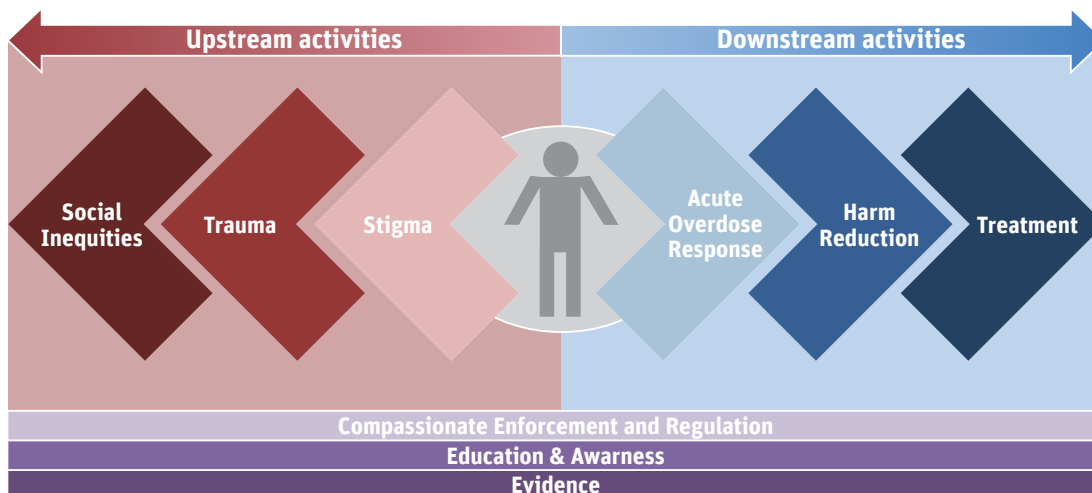 Upstream activities
Downstream activities
Social
Inequities
Trauma
Stigma
Acute
Overdose
Response
Harm
Reduction
Treatment
Compassionate Enforcement and Regulation
Education & Awarness
Evidence